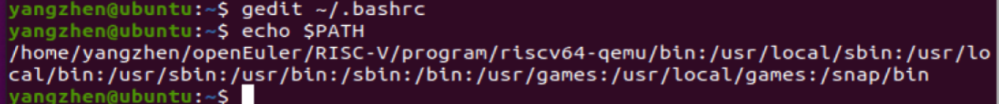 yangzhen@ubuntu:~$ gedit ~/.bashrc
yangzhen@ubuntu:~$ echo $PATH
/home/yangzhen/openEuler/RISC-V/program/riscv64-qemu/bin:/usr/local/sbin:/usr/lo
cal/bin:/usr/sbin:/usr/bin:/sbin:/bin:/usr/games:/usr/local/games:/snap/bin
yangzhen@ubuntu:~$